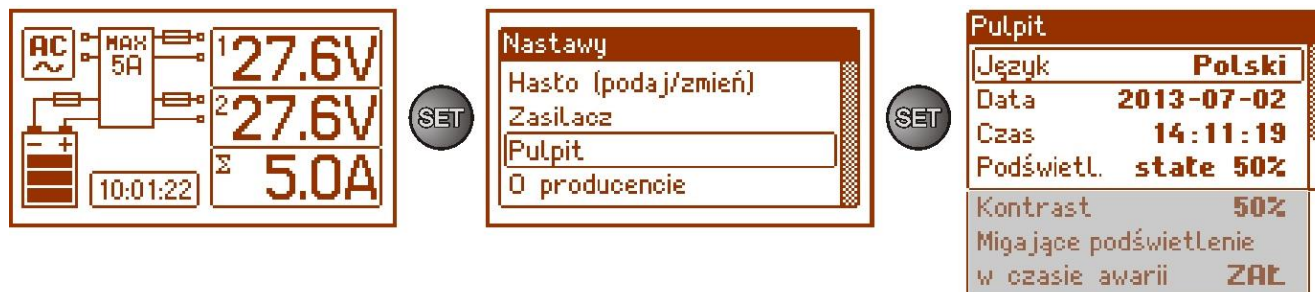 AC
MAX
5A
1 27.6V
2 27.6V
Σ 5.0A
- +
10:01:22
SET
Nastawy
Hasło (podaj/zmień)
Zasilacz
Pulpit
O producencie
SET
Pulpit
Język Polski
Data 2013-07-02
Czas 14:11:19
Podświetl. stałe 50%
Kontrast 50%
Migające podświetlenie
w czasie awarii ZAŁ